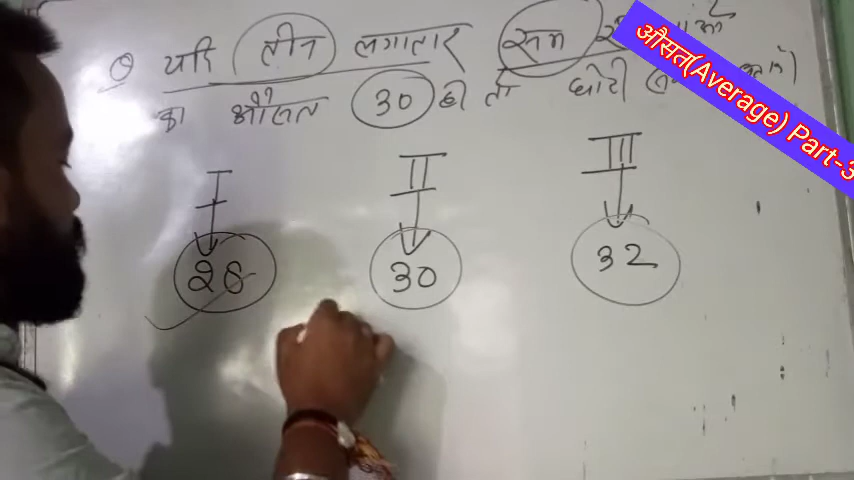 Q यदि तीन लगातार सम
का औसत 30 हो तो छोटी
औसत(Average) Part-3
I II III
28 30 32